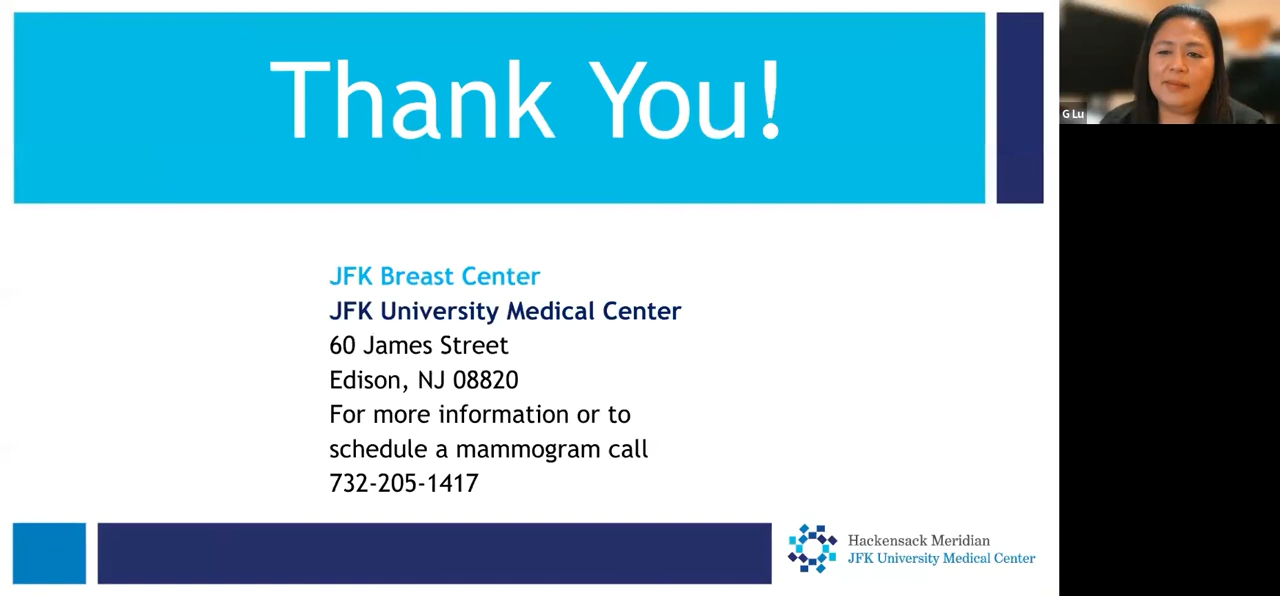 Thank You!
JFK Breast Center
JFK University Medical Center
60 James Street
Edison, NJ 08820
For more information or to
schedule a mammogram call
732-205-1417
Hackensack Meridian
JFK University Medical Center
G Lu